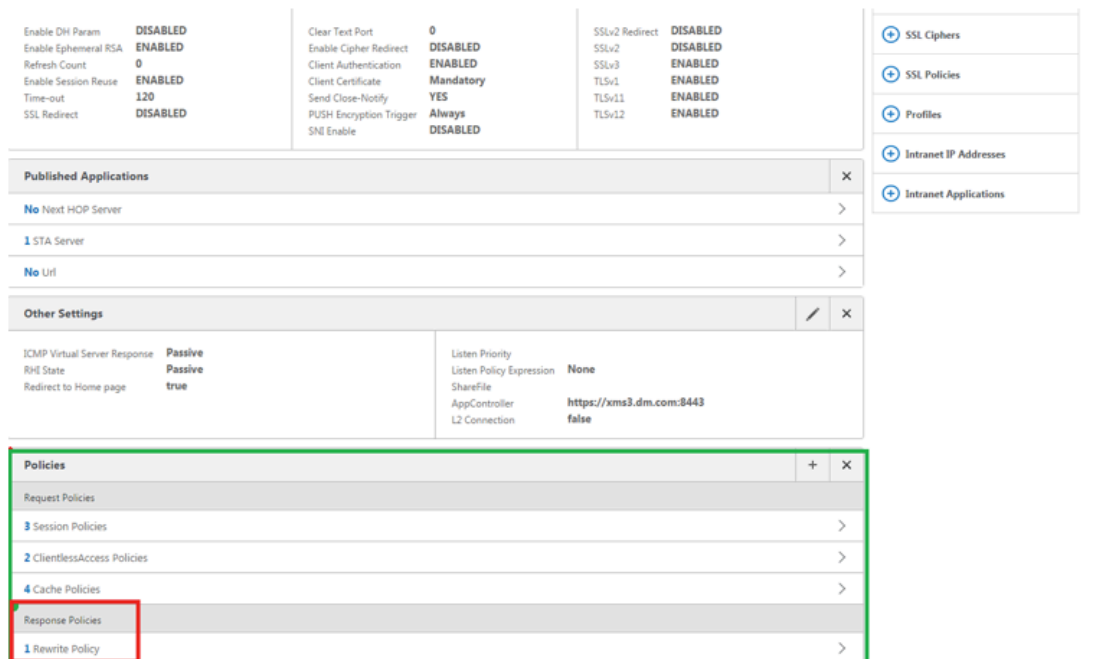 Enable DH Param DISABLED
Enable Ephemeral RSA ENABLED
Refresh Count 0
Enable Session Reuse ENABLED
Time-out 120
SSL Redirect DISABLED
Clear Text Port 0
Enable Cipher Redirect DISABLED
Client Authentication ENABLED
Client Certificate Mandatory
Send Close-Notify YES
PUSH Encryption Trigger Always
SNI Enable DISABLED
SSLv2 Redirect DISABLED
SSLv2 DISABLED
SSLv3 ENABLED
TLSv1 ENABLED
TLSv11 ENABLED
TLSv12 ENABLED
SSL Ciphers
SSL Policies
Profiles
Intranet IP Addresses
Intranet Applications
Published Applications
No Next HOP Server
1 STA Server
No Url
Other Settings
ICMP Virtual Server Response Passive
RHI State Passive
Redirect to Home page true
Listen Priority
Listen Policy Expression None
ShareFile
AppController https://xms3.dm.com:8443
L2 Connection false
Policies
Request Policies
3 Session Policies
2 ClientlessAccess Policies
4 Cache Policies
Response Policies
1 Rewrite Policy